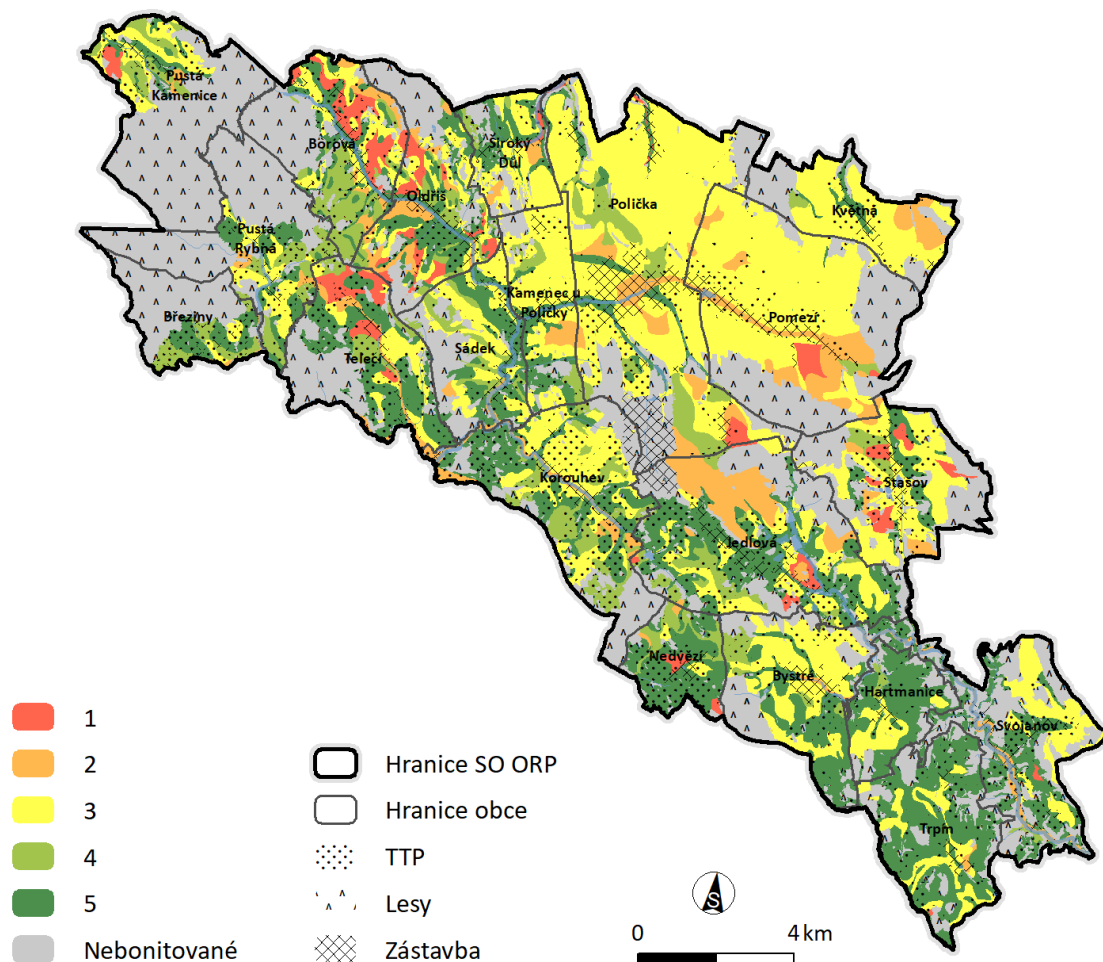 Pustá
Kamenice
Borová
Široký
Důl
Oldřiš
Polička
Květná
Pustá
Rybná
Kamenec u
Poličky
Pomezí
Březiny
Sádek
Telecí
Korouhev
Stašov
Jedlová
Nedvězí
Bystré
Hartmanice
Svojanov
Trpín
1
2
3
4
5
Nebonitované
Hranice SO ORP
Hranice obce
TTP
Lesy
Zástavba
S
0 4 km